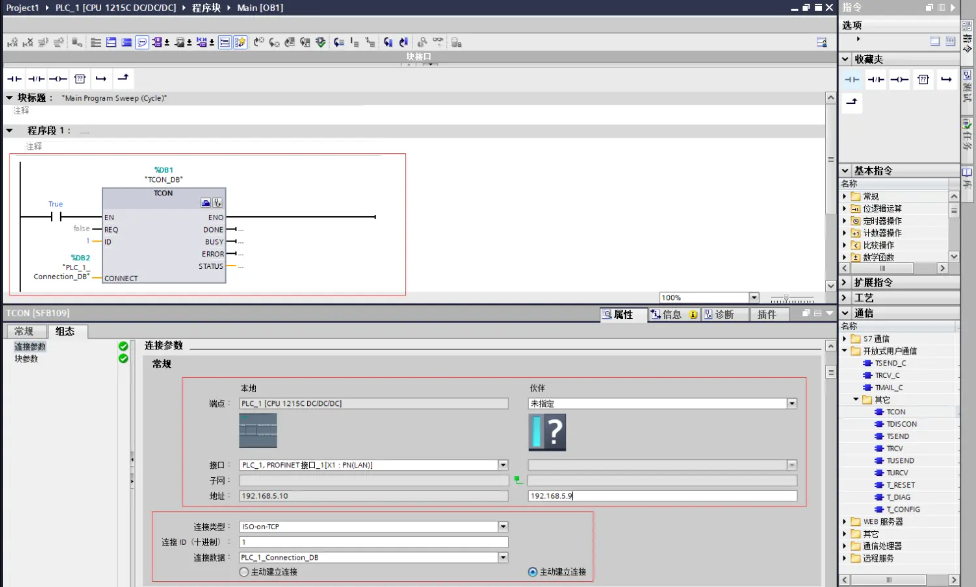 Project1 ▸ PLC_1 [CPU 1215C DC/DC/DC] ▸ 程序块 ▸ Main [OB1]
块接口
块标题： "Main Program Sweep (Cycle)"
注释
程序段 1： ....
注释
%DB1
"TCON_DB"
TCON
True
EN ENO
false REQ DONE ...
1 ID BUSY ...
ERROR ...
%DB2
"PLC_1_
Connection_DB"
STATUS ...
CONNECT
100%
TCON [SFB109]
属性 信息 诊断 插件
常规 组态
连接参数
块参数
连接参数
常规
本地 伙伴
端点： PLC_1 [CPU 1215C DC/DC/DC] 未指定
接口： PLC_1, PROFINET 接口_1[X1 : PN(LAN)]
子网：
地址： 192.168.5.10 192.168.5.9
连接类型： ISO-on-TCP
连接 ID（十进制）： 1
连接数据： PLC_1_Connection_DB
主动建立连接 主动建立连接
指令
选项
收藏夹
基本指令
名称
常规
位逻辑运算
定时器操作
计数器操作
比较操作
数学函数
扩展指令
工艺
通信
名称
S7 通信
开放式用户通信
TSEND_C
TRCV_C
TMAIL_C
其它
TCON
TDISCON
TSEND
TRCV
TUSEND
TURCV
T_RESET
T_DIAG
T_CONFIG
WEB 服务器
其它
通信处理器
远程服务
指令
测试
任务
库